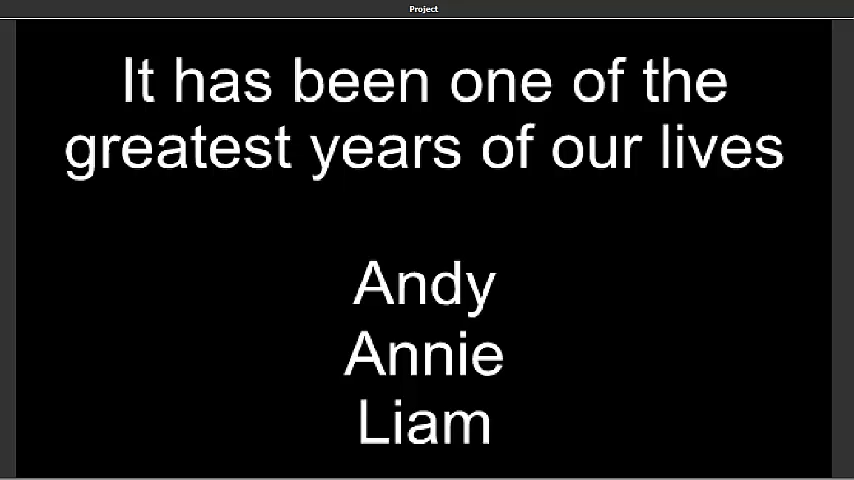 Project
It has been one of the
greatest years of our lives
Andy
Annie
Liam